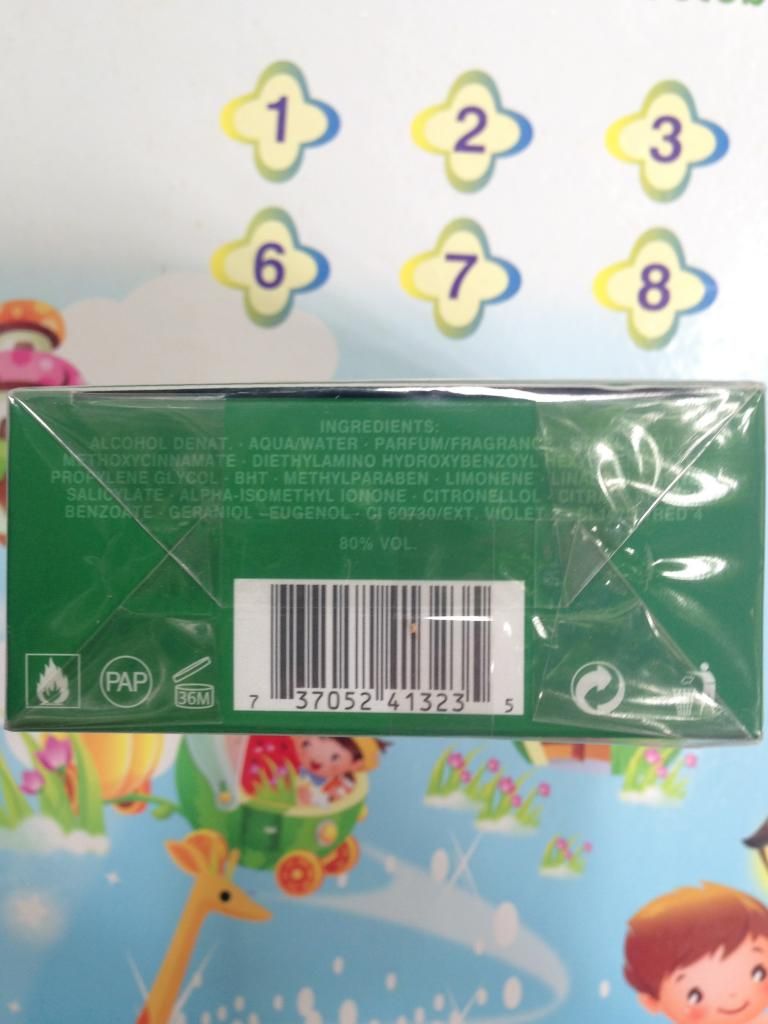 1 2 3
6 7 8
INGREDIENTS:
ALCOHOL DENAT. · AQUA/WATER · PARFUM/FRAGRANCE
METHOXYCINNAMATE · DIETHYLAMINO HYDROXYBENZOYL
PROPYLENE GLYCOL · BHT · METHYLPARABEN · LIMONENE
SALICYLATE · ALPHA-ISOMETHYL IONONE · CITRONELLOL
BENZOATE · GERANIOL · EUGENOL · CI 60730/EXT. VIOLET RED 4
80% VOL.
PAP 36M
7 37052 41323 5